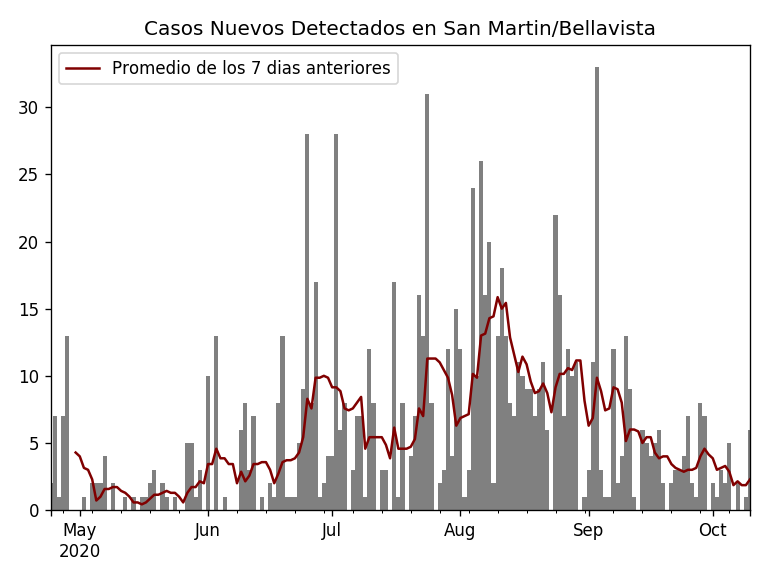 Casos Nuevos Detectados en San Martin/Bellavista
Promedio de los 7 dias anteriores
30
25
20
15
10
5
0
May Jun Jul Aug Sep Oct
2020